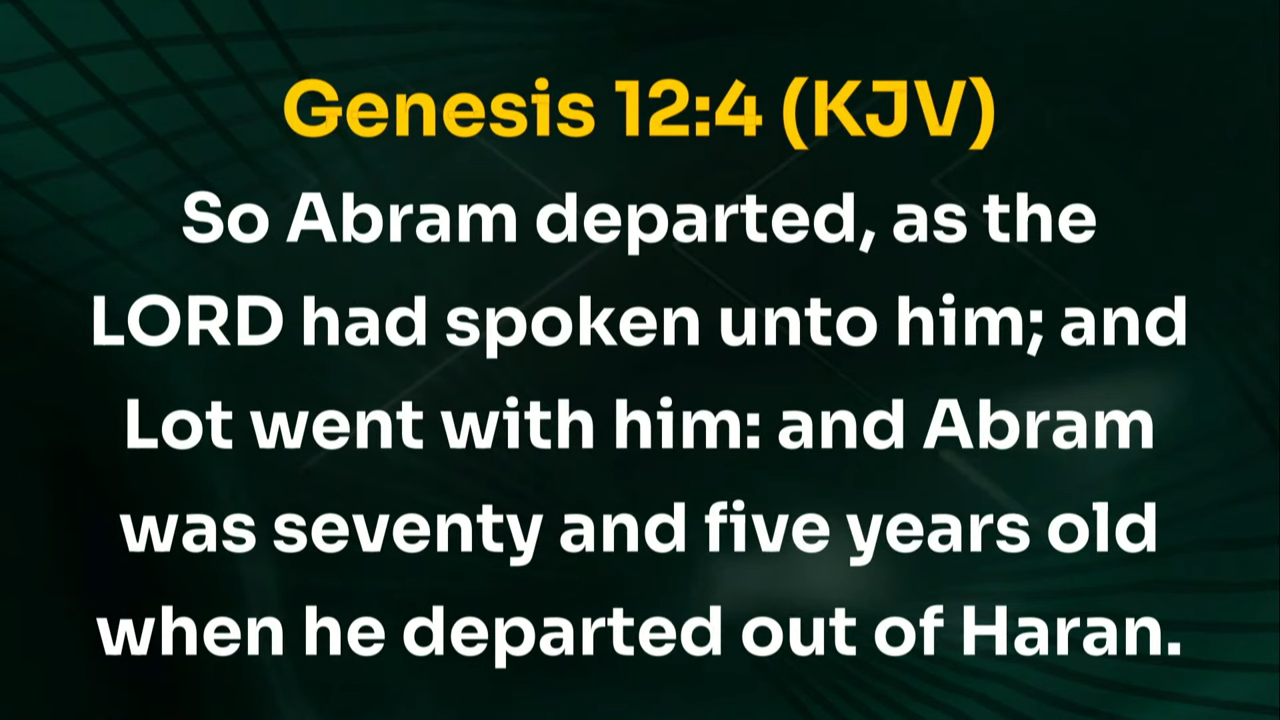 Genesis 12:4 (KJV)
So Abram departed, as the
LORD had spoken unto him; and
Lot went with him: and Abram
was seventy and five years old
when he departed out of Haran.